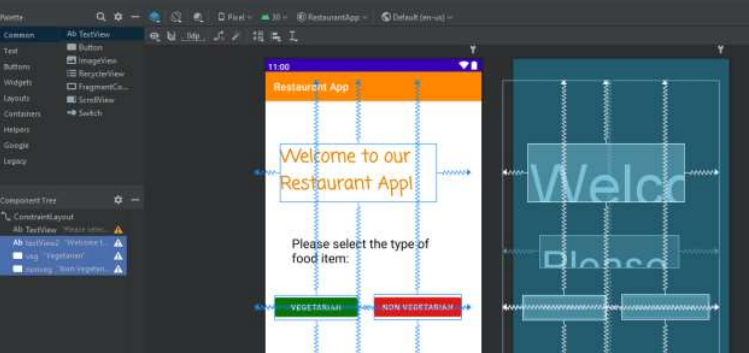 Palette
Pixel
30
RestaurantApp
Default (en-us)
Common
Ab TextView
Text
Button
Buttons
ImageView
Widgets
RecyclerView
Layouts
FragmentCo...
Containers
ScrollView
Helpers
Switch
Google
Legacy
Component Tree
ConstraintLayout
Ab TextView "Please selec...
Ab textView2 "Welcome t...
veg "Vegetarian"
nonveg "Non Vegetari...
11:00
Restaurant App
Welcome to our
Restaurant App!
Please select the type of
food item:
VEGETARIAN
NON VEGETARIAN
Welco
Please